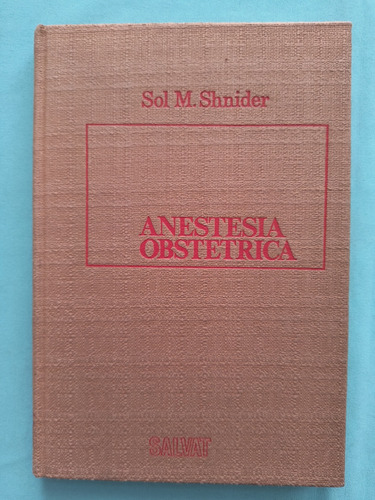 Sol M. Shnider
ANESTESIA
OBSTETRICA
SALVAT